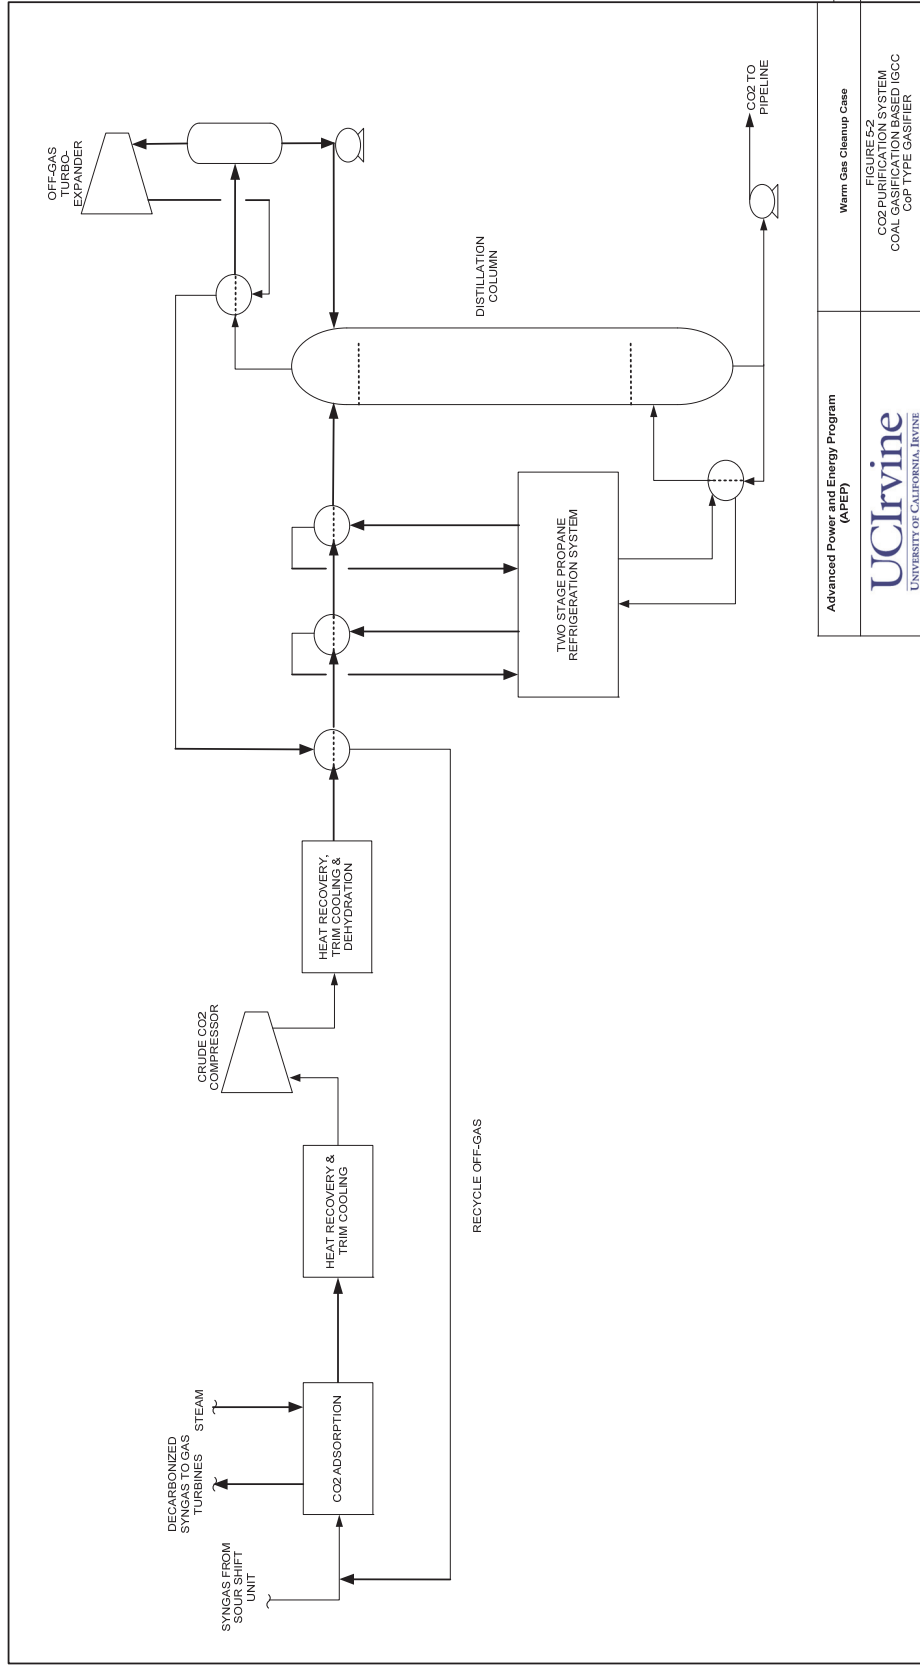 OFF-GAS
TURBO-
EXPANDER
CO2 TO
PIPELINE
DISTILLATION
COLUMN
TWO STAGE PROPANE
REFRIGERATION SYSTEM
HEAT RECOVERY,
TRIM COOLING &
DEHYDRATION
CRUDE CO2
COMPRESSOR
HEAT RECOVERY &
TRIM COOLING
RECYCLE OFF-GAS
STEAM
DECARBONIZED
SYNGAS TO GAS
TURBINES
CO2 ADSORPTION
SYNGAS FROM
SOUR SHIFT
UNIT
Advanced Power and Energy Program
(APEP)
Warm Gas Cleanup Case
UCIrvine
UNIVERSITY OF CALIFORNIA, IRVINE
FIGURE 5-2
CO2 PURIFICATION SYSTEM
COAL GASIFICATION BASED IGCC
CoP TYPE GASIFIER